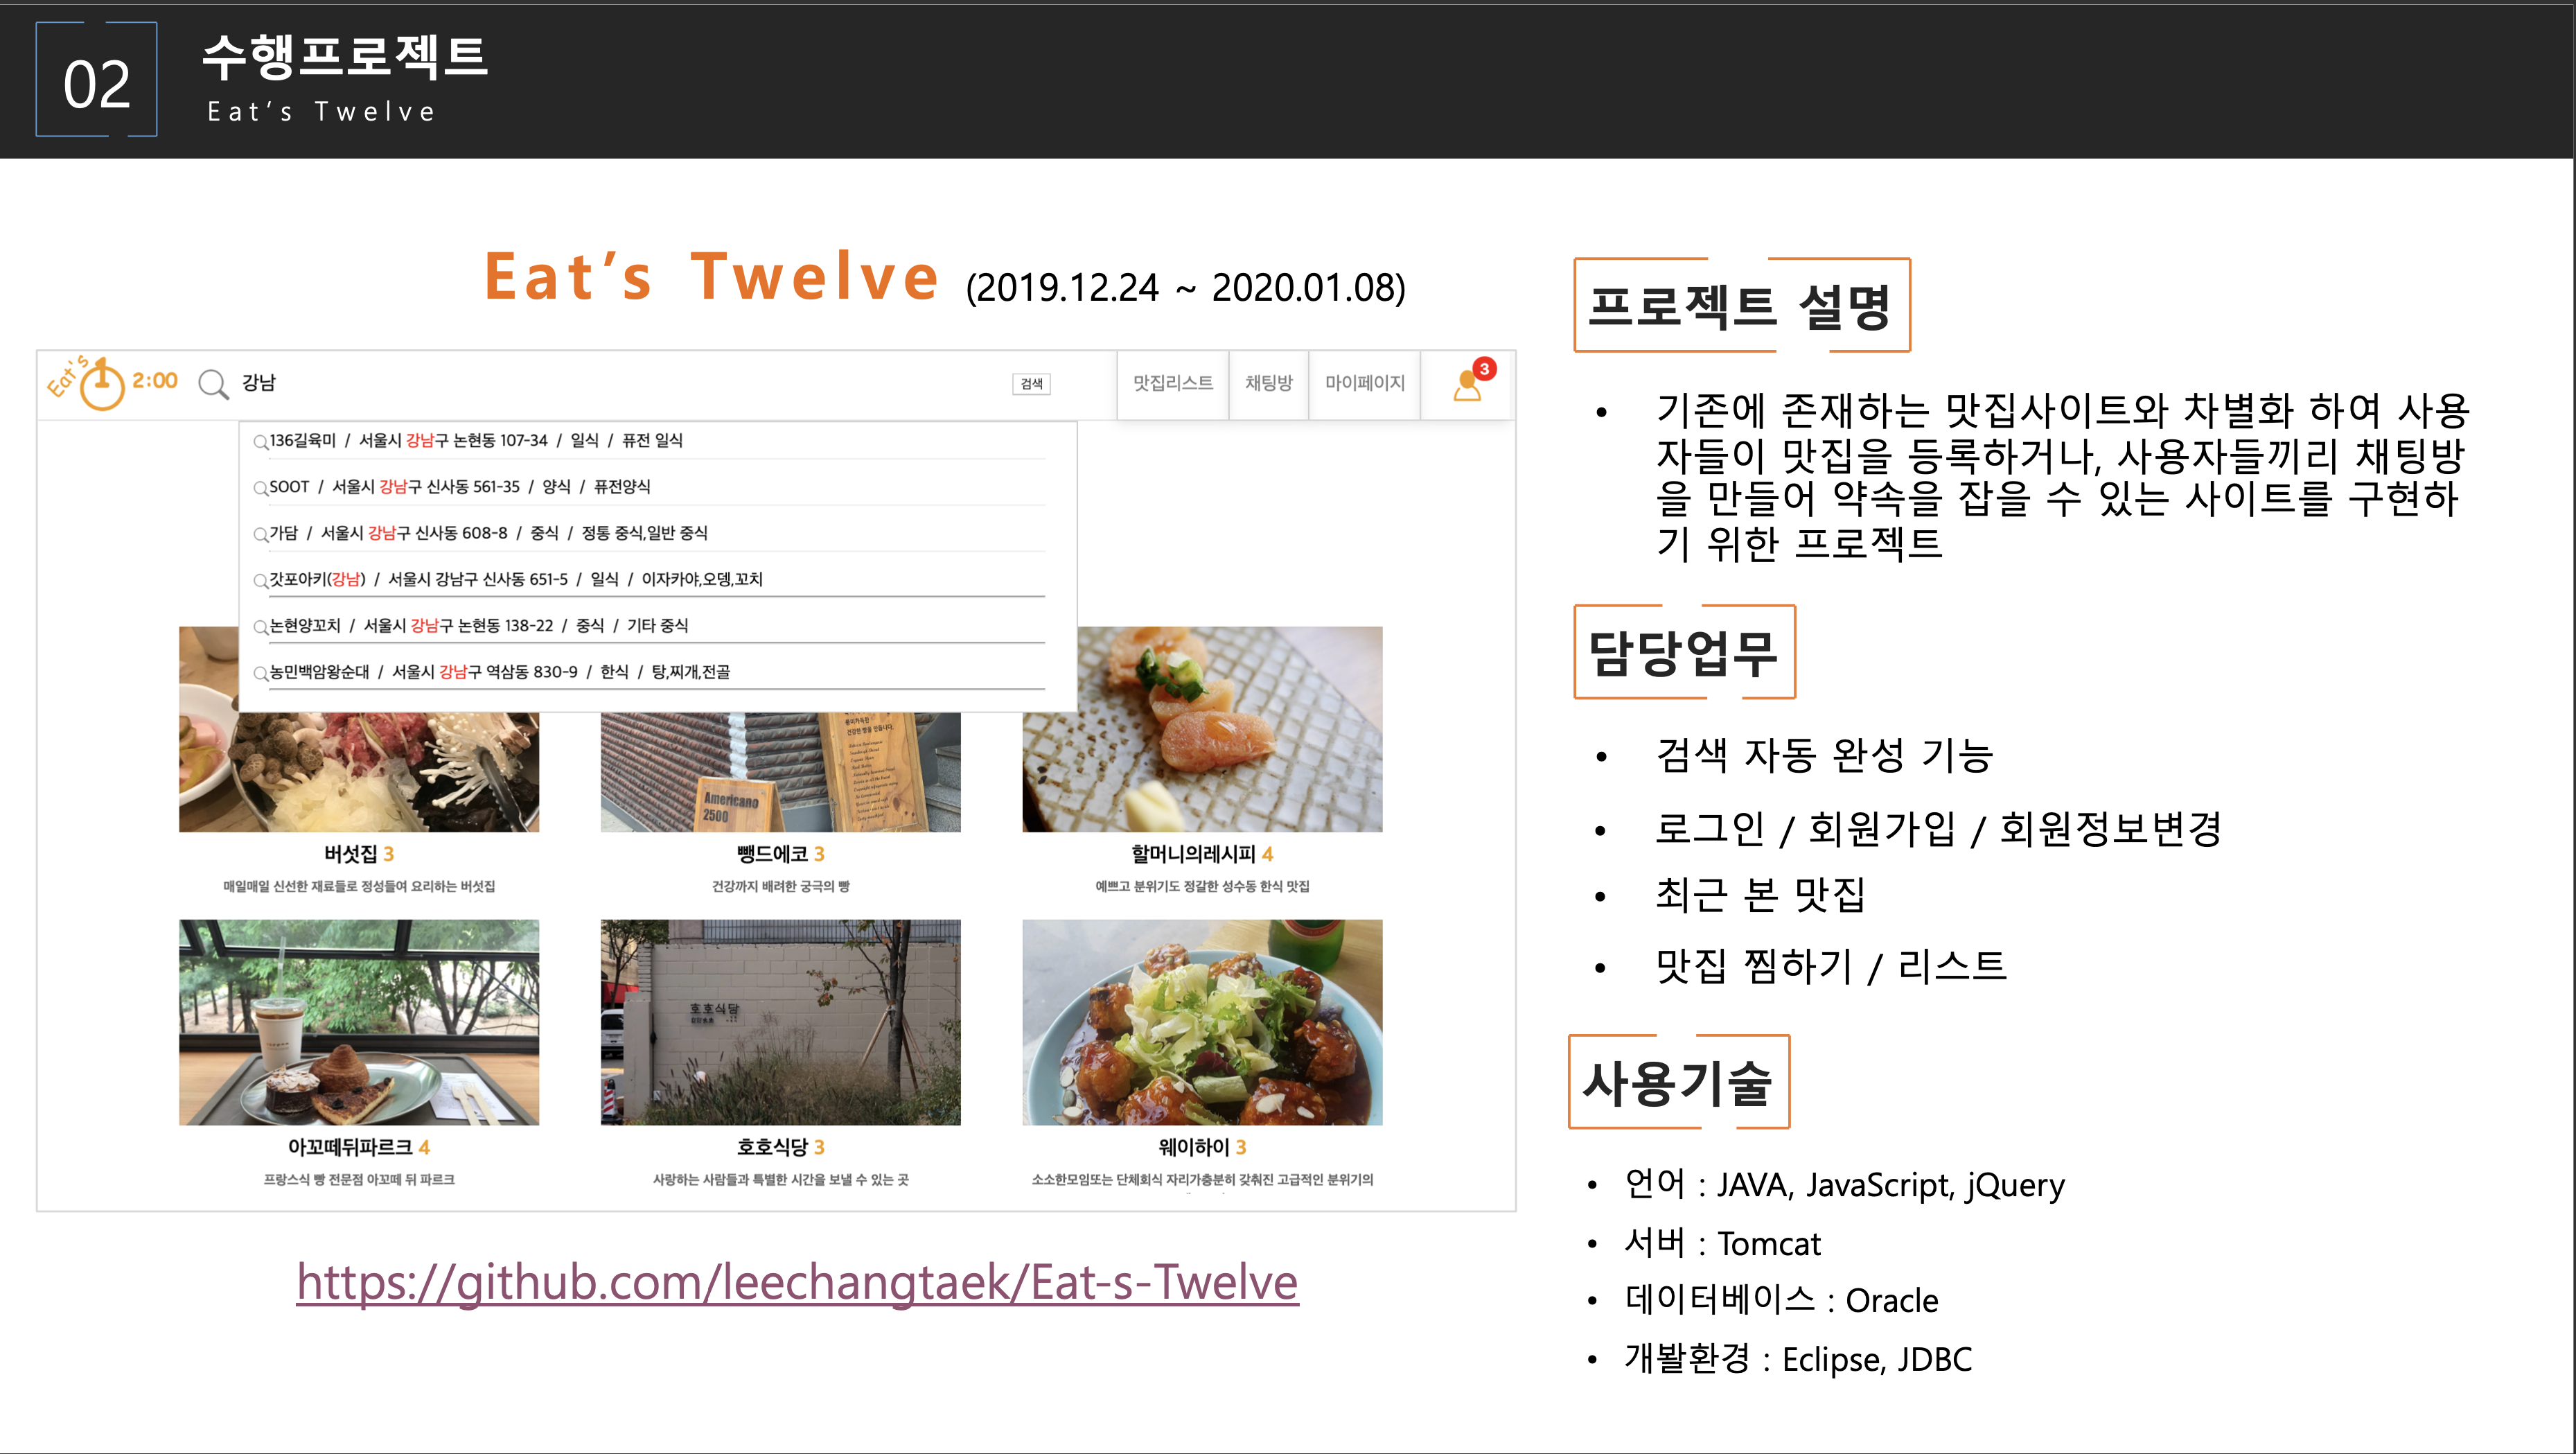 02
수행프로젝트
Eat's Twelve
Eat's Twelve (2019.12.24 ~ 2020.01.08)
Eat's 1 2:00
강남
검색
맛집리스트
채팅방
마이페이지
3
136길육미 / 서울시 강남구 논현동 107-34 / 일식 / 퓨전 일식
SOOT / 서울시 강남구 신사동 561-35 / 양식 / 퓨전양식
가담 / 서울시 강남구 신사동 608-8 / 중식 / 정통 중식,일반 중식
갓포아키(강남) / 서울시 강남구 신사동 651-5 / 일식 / 이자카야,오뎅,꼬치
논현양꼬치 / 서울시 강남구 논현동 138-22 / 중식 / 기타 중식
농민백암왕순대 / 서울시 강남구 역삼동 830-9 / 한식 / 탕,찌개,전골
Americano
2500
버섯집 3
매일매일 신선한 재료들로 정성들여 요리하는 버섯집
뺑드에코 3
건강까지 배려한 궁극의 빵
할머니의레시피 4
예쁘고 분위기도 정갈한 성수동 한식 맛집
호호식당
아꼬떼뒤파르크 4
프랑스식 빵 전문점 아꼬떼 뒤 파르크
호호식당 3
사랑하는 사람들과 특별한 시간을 보낼 수 있는 곳
웨이하이 3
소소한모임또는 단체회식 자리가충분히 갖춰진 고급적인 분위기의
https://github.com/leechangtaek/Eat-s-Twelve
프로젝트 설명
• 기존에 존재하는 맛집사이트와 차별화 하여 사용
자들이 맛집을 등록하거나, 사용자들끼리 채팅방
을 만들어 약속을 잡을 수 있는 사이트를 구현하
기 위한 프로젝트
담당업무
• 검색 자동 완성 기능
• 로그인 / 회원가입 / 회원정보변경
• 최근 본 맛집
• 맛집 찜하기 / 리스트
사용기술
• 언어 : JAVA, JavaScript, jQuery
• 서버 : Tomcat
• 데이터베이스 : Oracle
• 개봘환경 : Eclipse, JDBC